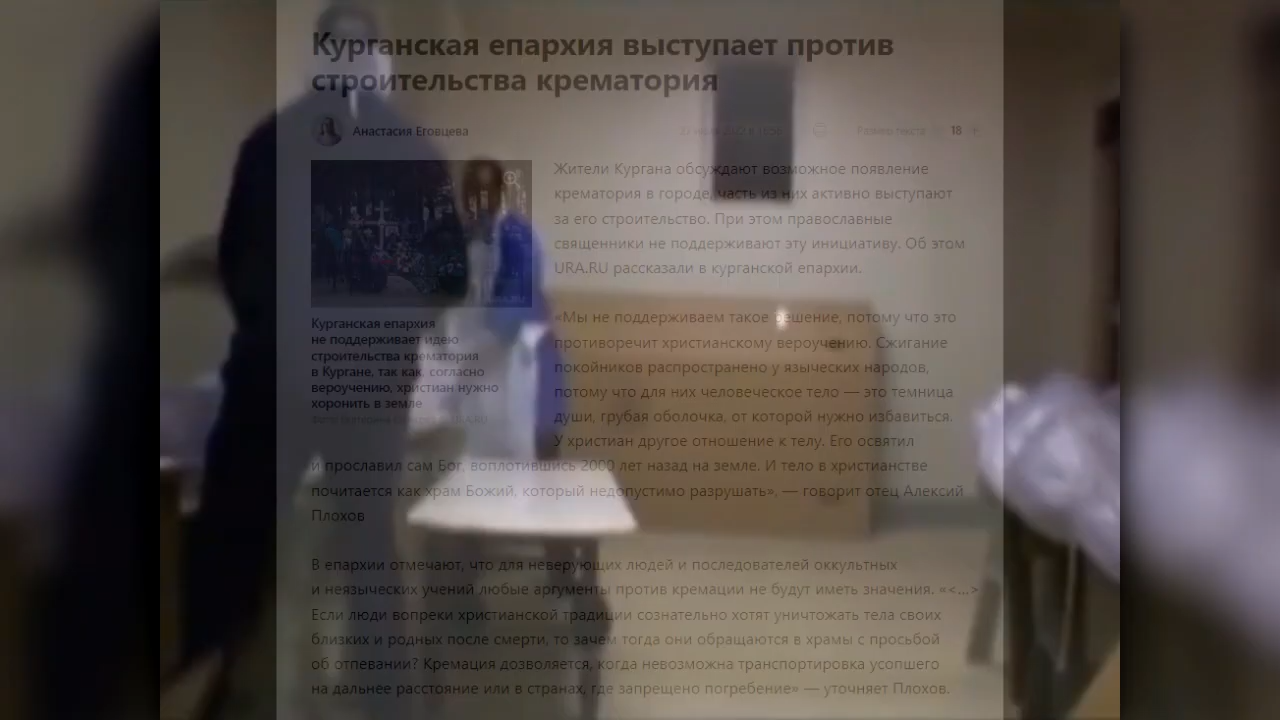 Курганская епархия выступает против
строительства крематория
Анастасия Еговцева
Размер текста
18 +
Жители Кургана обсуждают возможное появление
крематория в городе, часть из них активно выступают
за его строительство. При этом православные
священники не поддерживают эту инициативу. Об этом
URA.RU рассказали в курганской епархии.
Курганская епархия
не поддерживает идею
строительства крематория
в Кургане, так как, согласно
вероучению, христиан нужно
хоронить в земле
«Мы не поддерживаем такое решение, потому что это
противоречит христианскому вероучению. Сжигание
покойников распространено у языческих народов,
потому что для них человеческое тело — это темница
души, грубая оболочка, от которой нужно избавиться.
У христиан другое отношение к телу. Его освятил
и прославил сам Бог, воплотившись 2000 лет назад на земле. И тело в христианстве
почитается как храм Божий, который недопустимо разрушать», — говорит отец Алексий
Плохов
В епархии отмечают, что для неверующих людей и последователей оккультных
и неязыческих учений любые аргументы против кремации не будут иметь значения. «<...>
Если люди вопреки христианской традиции сознательно хотят уничтожать тела своих
близких и родных после смерти, то зачем тогда они обращаются в храмы с просьбой
об отпевании? Кремация дозволяется, когда невозможна транспортировка усопшего
на дальнее расстояние или в странах, где запрещено погребение» — уточняет Плохов.